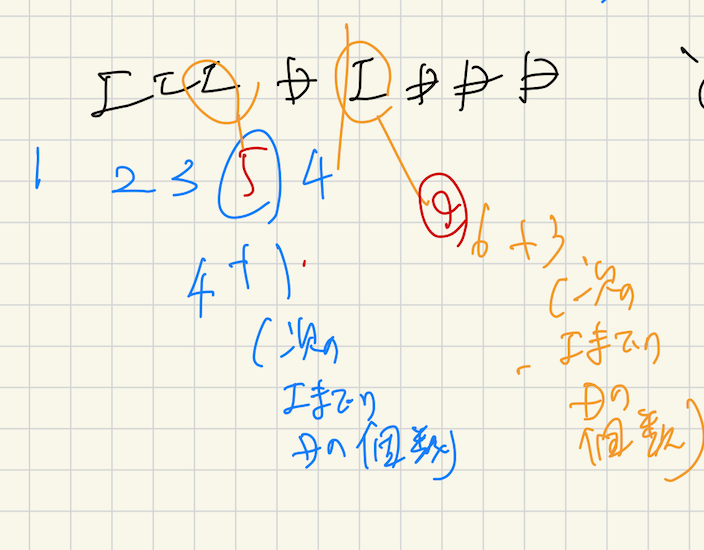 I I I D I D D D
1 2 3 5 4
9 6 + 3
4 + 1
(次の
Iまでの
Dの個数)
(次の
Iまでの
Dの
個数)